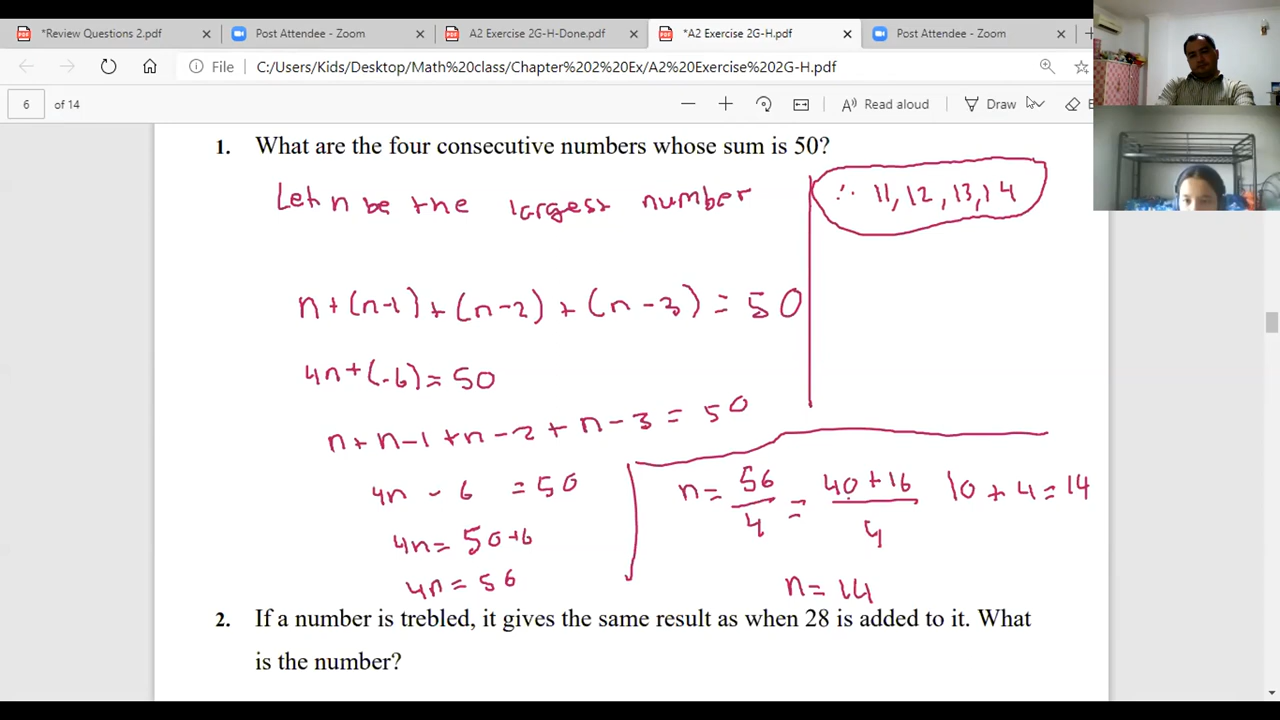 *Review Questions 2.pdf
Post Attendee - Zoom
A2 Exercise 2G-H-Done.pdf
*A2 Exercise 2G-H.pdf
Post Attendee - Zoom
File
C:/Users/Kids/Desktop/Math%20class/Chapter%202%20Ex/A2%20Exercise%202G-H.pdf
6 of 14
Read aloud
Draw
1. What are the four consecutive numbers whose sum is 50?
Let n be the largest number
∴ 11, 12, 13, 14
n+(n-1)+(n-2)+(n-3)=50
4n+(-6)=50
n+n-1+n-2+n-3=50
4n - 6 =50
4n= 50+6
4n=56
n= 56/4 = 40+16/4 10+4=14
n=14
2. If a number is trebled, it gives the same result as when 28 is added to it. What
is the number?